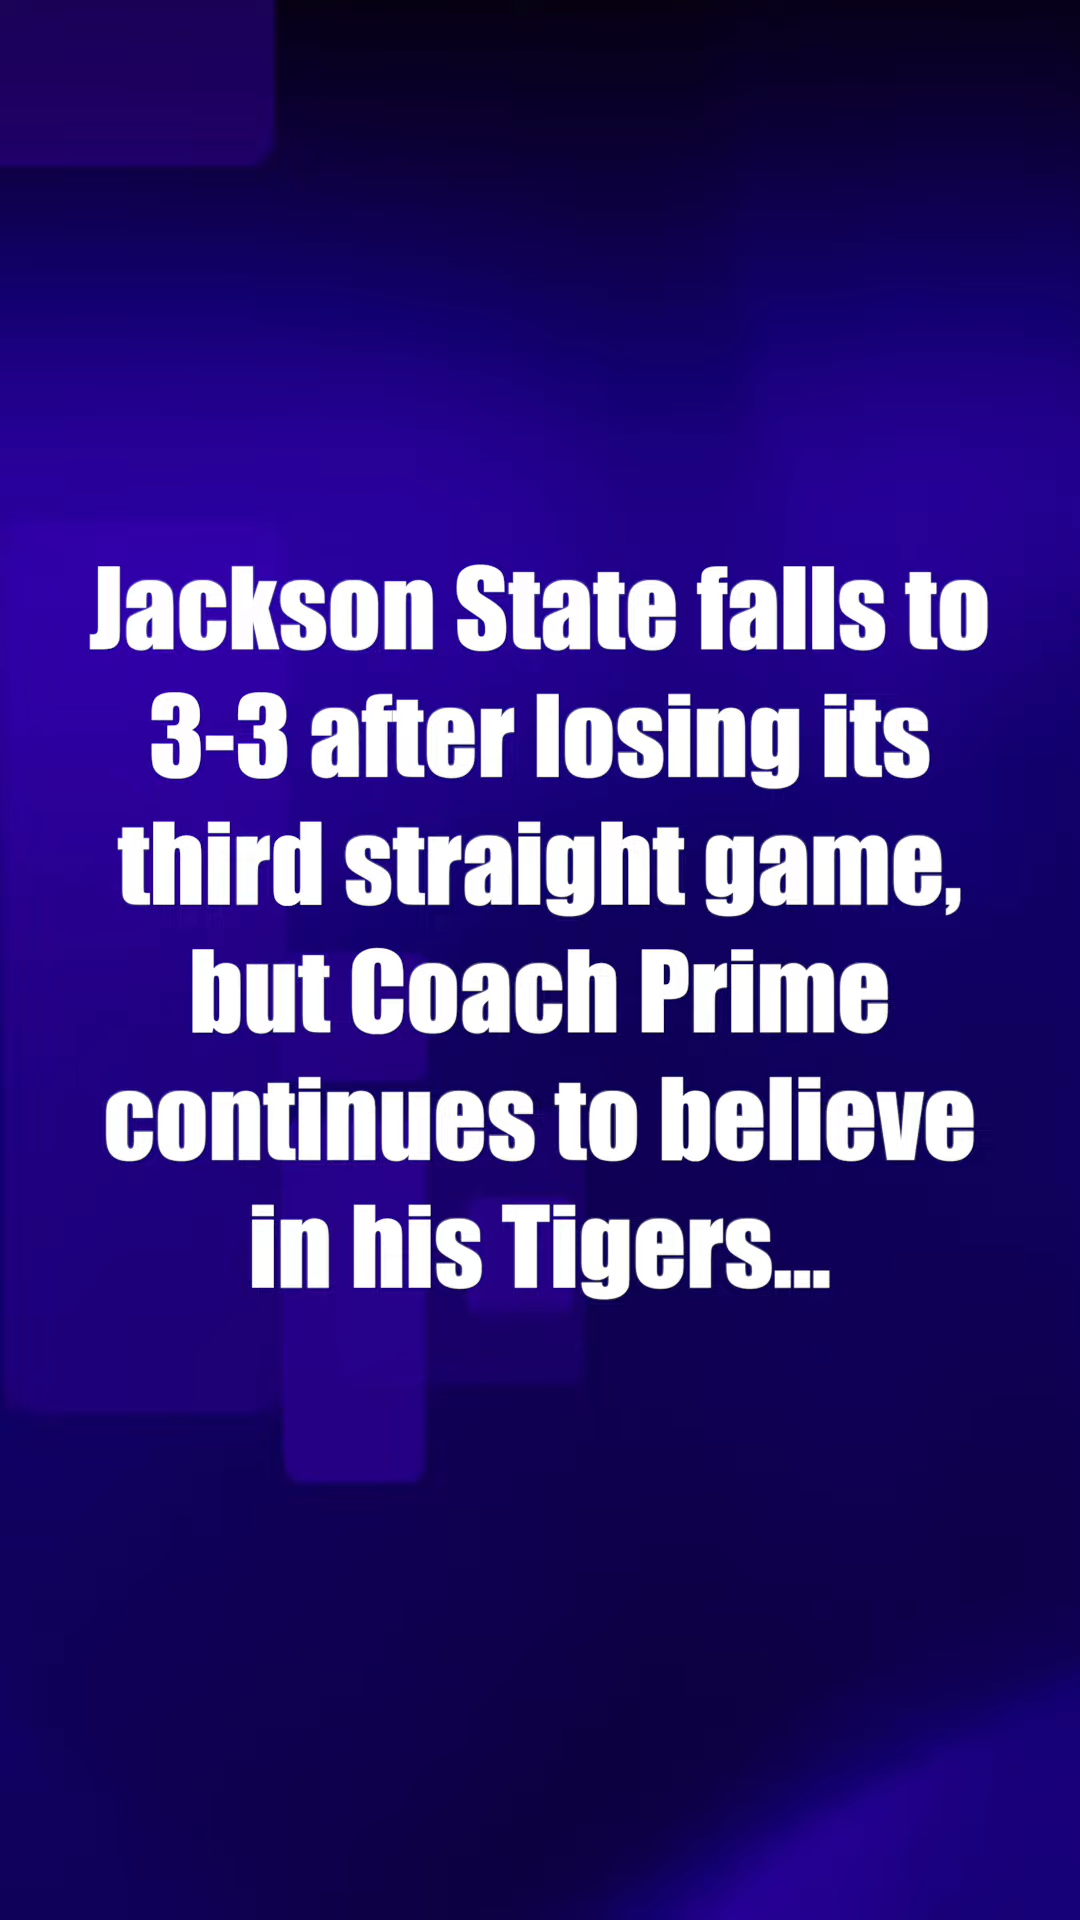 Jackson State falls to
3-3 after losing its
third straight game,
but Coach Prime
continues to believe
in his Tigers...